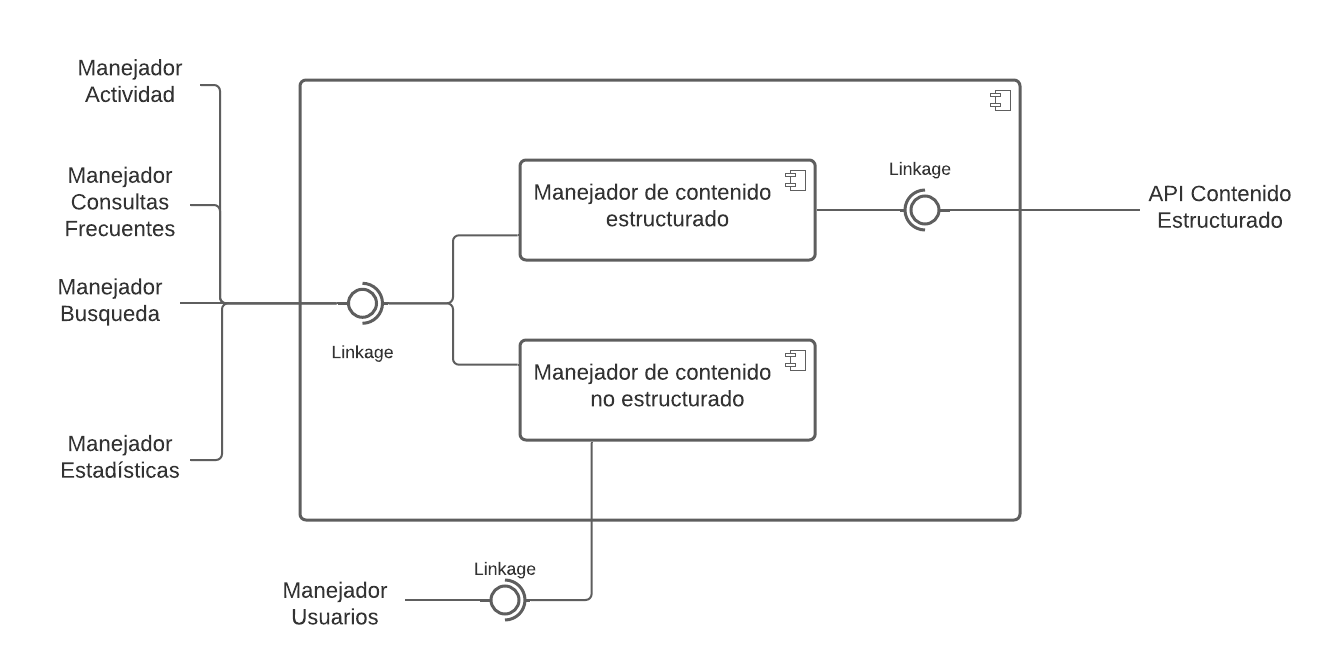 Manejador
Actividad
Manejador
Consultas
Frecuentes
Manejador
Busqueda
Manejador
Estadísticas
Linkage
Manejador de contenido
estructurado
Manejador de contenido
no estructurado
Linkage
API Contenido
Estructurado
Linkage
Manejador
Usuarios